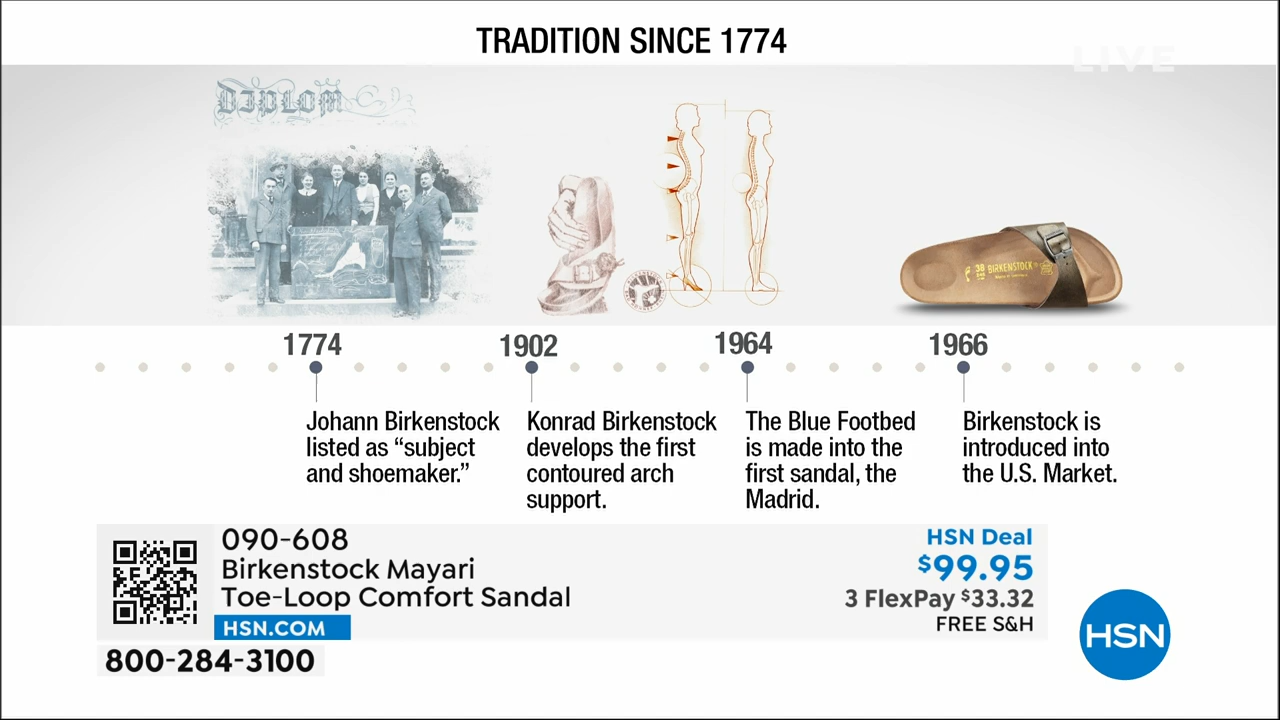 TRADITION SINCE 1774
LIVE
Diplom
38
BIRKENSTOCK
1774
1902
1964
1966
Johann Birkenstock
listed as “subject
and shoemaker.”
Konrad Birkenstock
develops the first
contoured arch
support.
The Blue Footbed
is made into the
first sandal, the
Madrid.
Birkenstock is
introduced into
the U.S. Market.
090-608
Birkenstock Mayari
Toe-Loop Comfort Sandal
HSN.COM
800-284-3100
HSN Deal
$99.95
3 FlexPay $33.32
FREE S&H
HSN